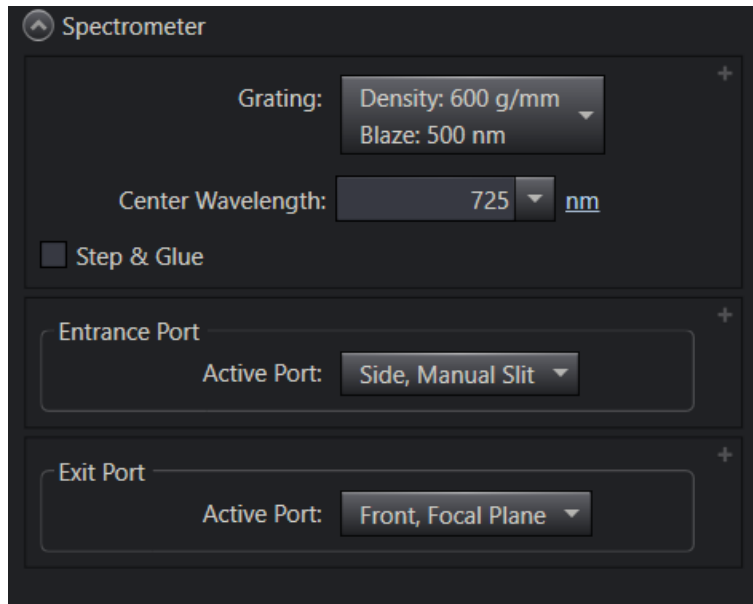 Spectrometer
Grating: Density: 600 g/mm
Blaze: 500 nm
Center Wavelength: 725 nm
Step & Glue
Entrance Port
Active Port: Side, Manual Slit
Exit Port
Active Port: Front, Focal Plane